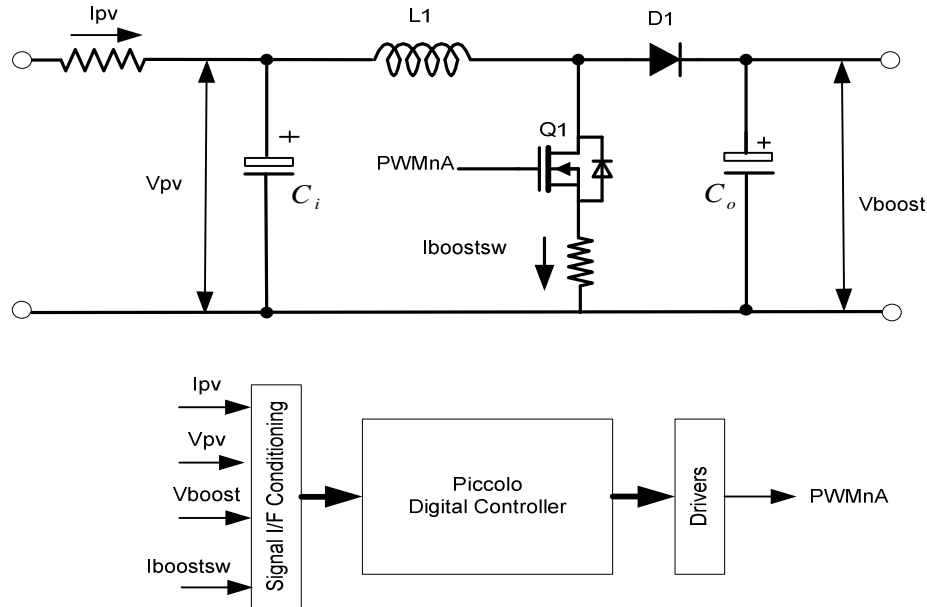 Ipv
L1
D1
Q1
PWMnA
Vpv
C i
C o
Vboost
Iboostsw
Ipv
Vpv
Vboost
Iboostsw
Signal I/F Conditioning
Piccolo
Digital Controller
Drivers
PWMnA